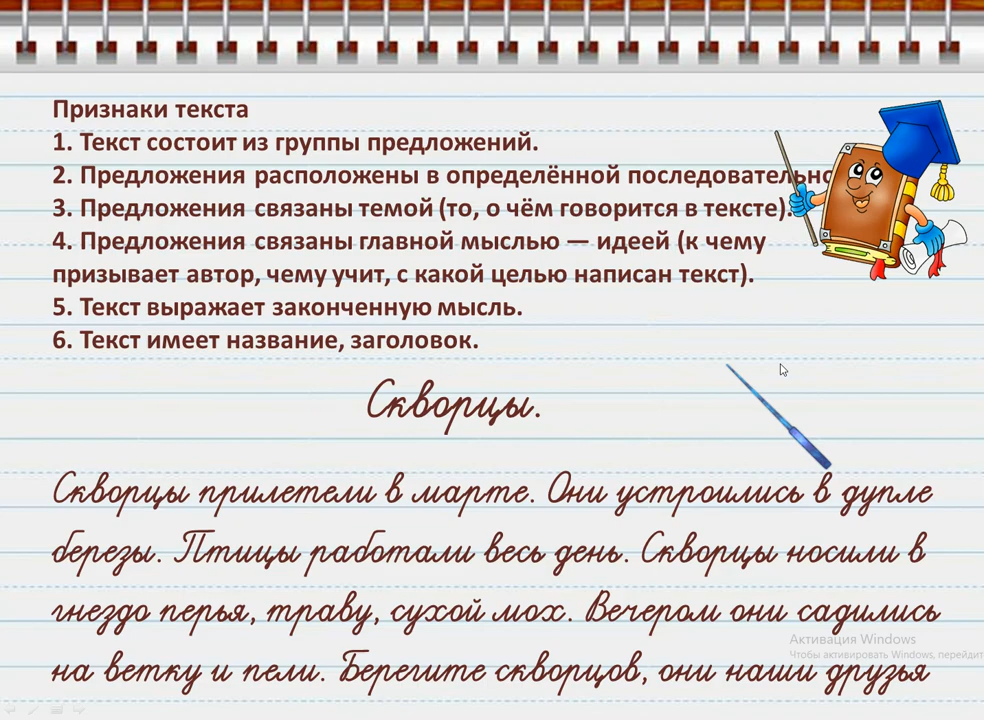 Признаки текста
1. Текст состоит из группы предложений.
2. Предложения расположены в определённой
3. Предложения связаны темой (то, о чём говорится в тексте).
4. Предложения связаны главной мыслью — идеей (к чему
призывает автор, чему учит, с какой целью написан текст).
5. Текст выражает законченную мысль.
6. Текст имеет название, заголовок.
Скворцы.
Скворцы прилетели в марте. Они устроились в дупле
березы. Птицы работали весь день. Скворцы носили в
гнездо перья, траву, сухой мох. Вечером они садились
Активация Windows
Чтобы активировать Windows,
на ветку и пели. Берегите скворцов, они наши друзья